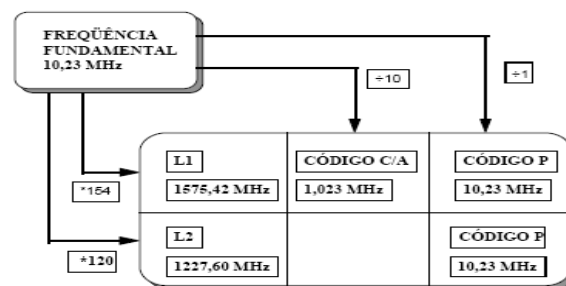 FREQÜÊNCIA
FUNDAMENTAL
10,23 MHz
÷10
÷1
L1
CÓDIGO C/A
CÓDIGO P
*154
1575,42 MHz
1,023 MHz
10,23 MHz
L2
CÓDIGO P
*120
1227,60 MHz
10,23 MHz